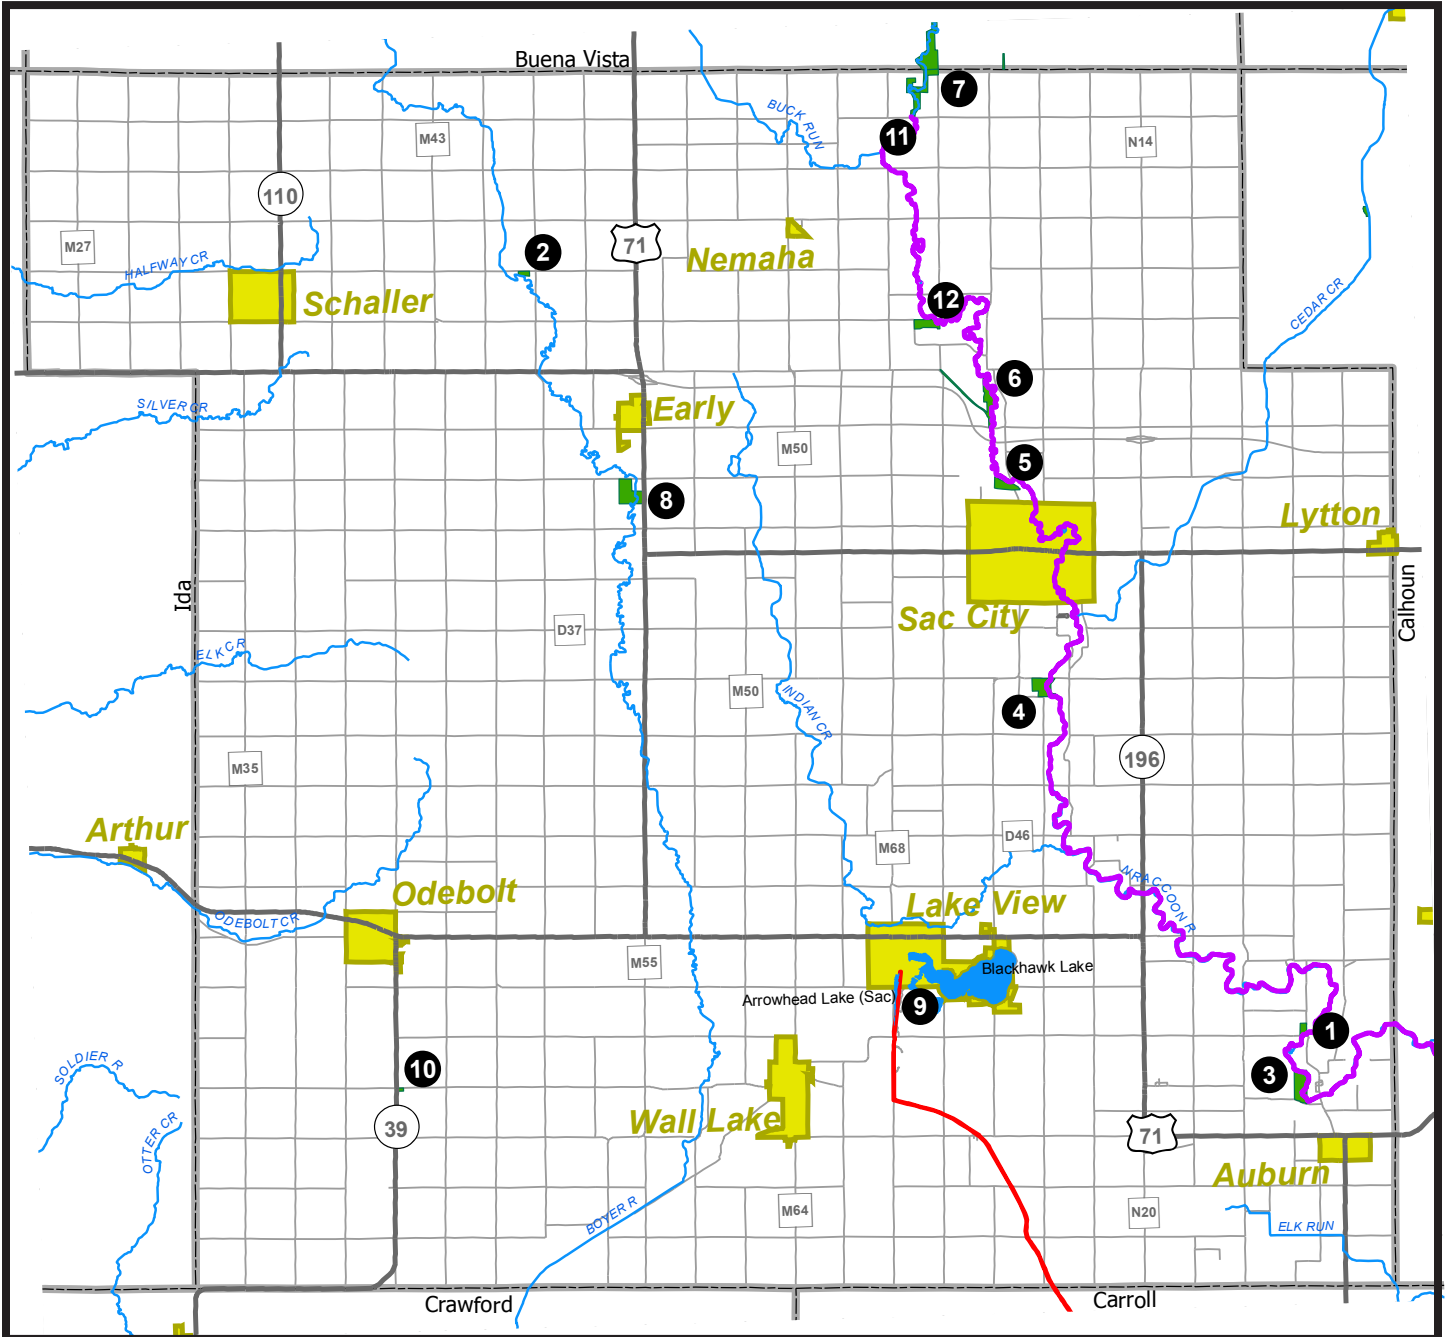 Buena Vista
7
BUCK RUN
11
M43
N14
110
2
71
M27
Nemaha
HALFWAY CR
Schaller
12
CEDAR CR
6
SILVER CR
Early
M50
5
8
Lytton
Ida
Sac City
Calhoun
D37
ELK CR
M50
INDIAN CR
4
M35
196
Arthur
M68
D46
N RACCOON R
Odebolt
Lake View
ODEBOLT CR
M55
Blackhawk Lake
Arrowhead Lake (Sac)
9
1
SOLDIER R
10
3
Wall Lake
39
71
OTTER CR
Auburn
BOYER R
M64
N20
ELK RUN
Crawford
Carroll